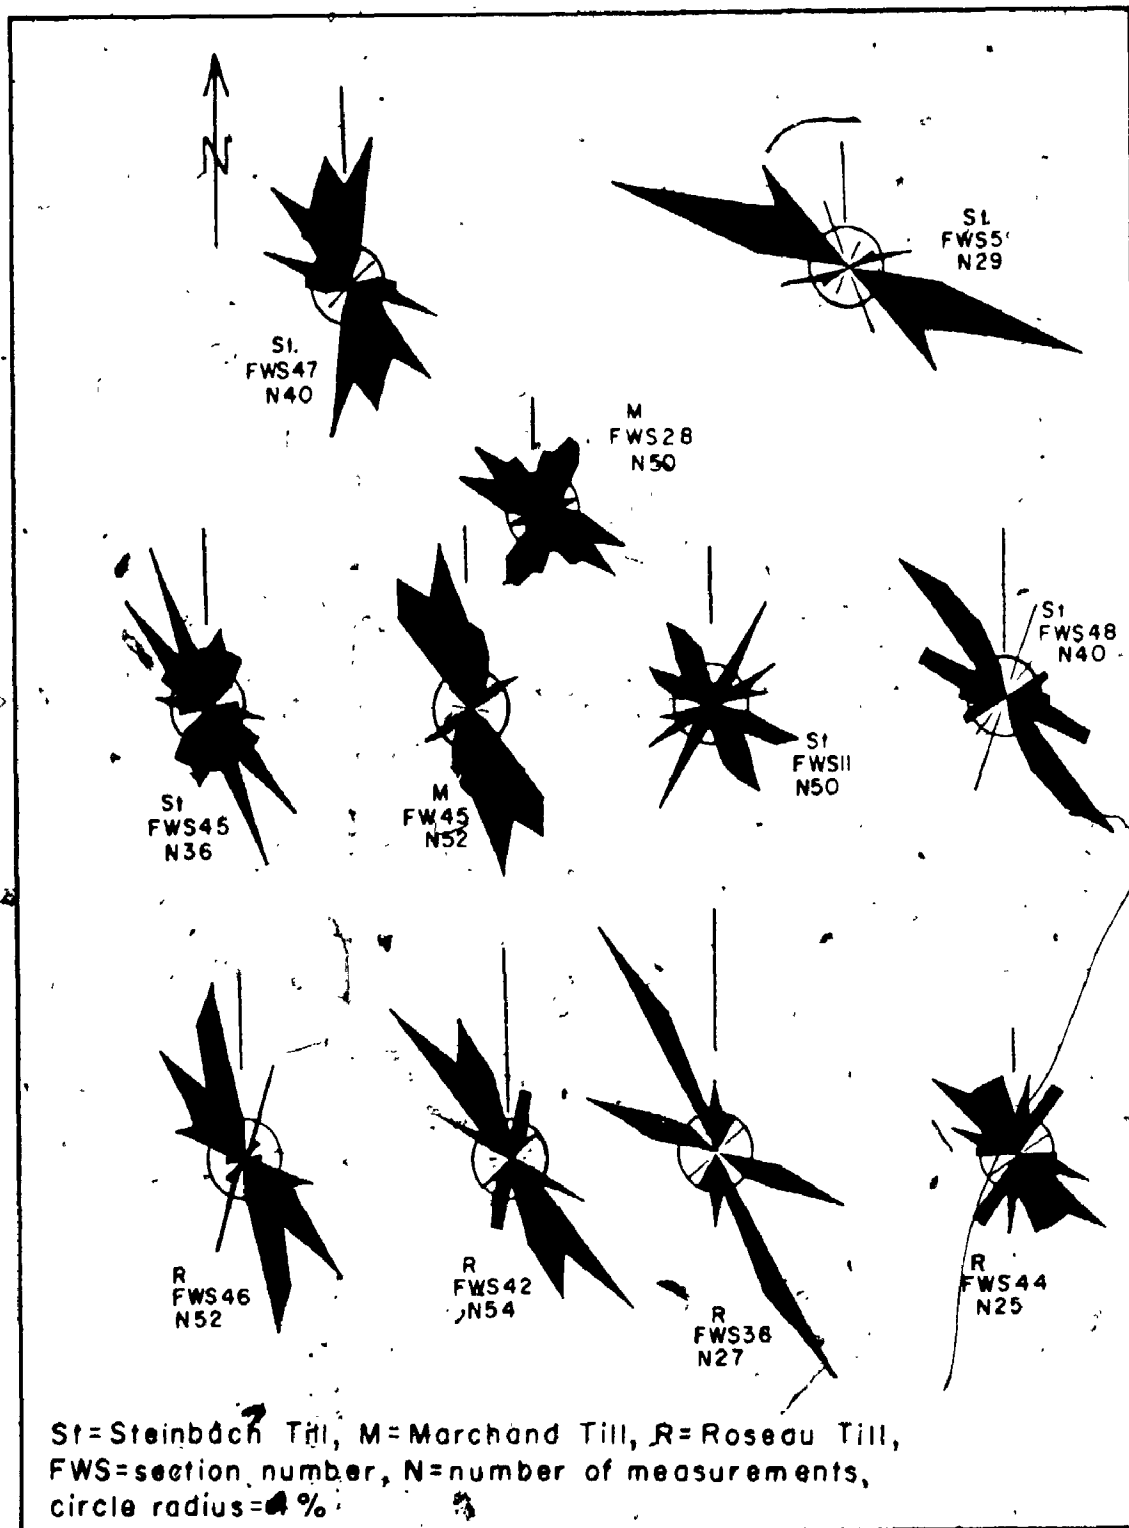 N
St.
FWS5
N29
St.
FWS47
N40
M
FWS28
N50
St
FWS48
N40
St
FWS11
N50
St
FWS45
N36
M
FW45
N52
R
FWS46
N52
R
FWS42
N54
R
FWS44
N25
R
N27
St=Steinbach Till, M=Marchand Till, R=Roseau Till,
FWS=section number, N=number of measurements,
circle radius= %